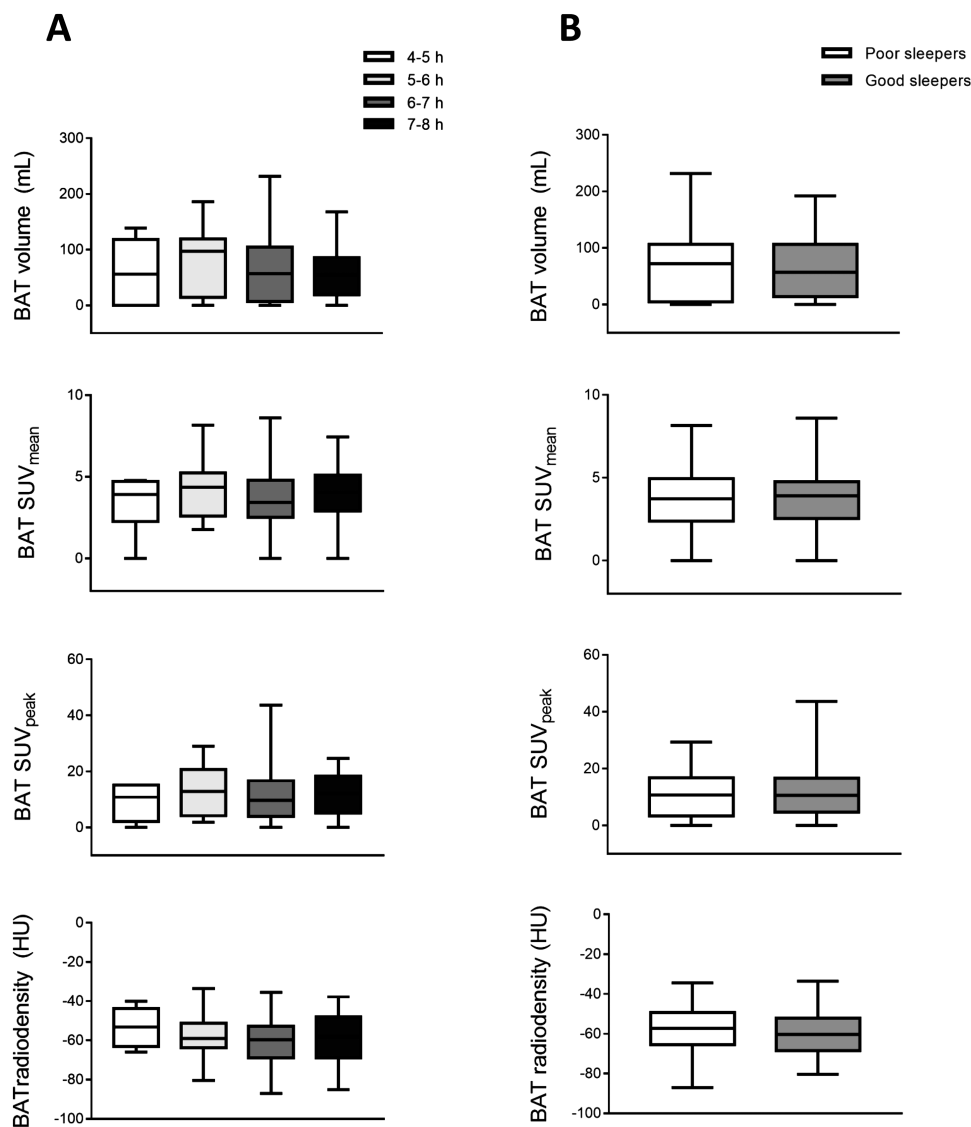 A
4-5 h
5-6 h
6-7 h
7-8 h
BAT volume (mL)
300
200
100
0
BAT SUVmean
10
5
0
BAT SUVpeak
60
40
20
0
BATradiodensity (HU)
0
-20
-40
-60
-80
-100
B
Poor sleepers
Good sleepers
BAT volume (mL)
300
200
100
0
BAT SUVmean
10
5
0
BAT SUVpeak
60
40
20
0
BAT radiodensity (HU)
0
-20
-40
-60
-80
-100